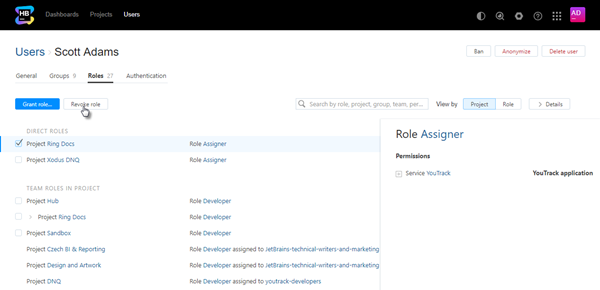 HB
Dashboards Projects Users
AD
Users › Scott Adams
Ban Anonymize Delete user
General Groups 9 Roles 27 Authentication
Grant role... Revoke role Search by role, project, group, team, per... View by Project Role > Details
DIRECT ROLES
Project Ring Docs Role Assigner
Project Xodus DNQ Role Assigner
TEAM ROLES IN PROJECT
Project Hub Role Developer
> Project Ring Docs Role Developer
Project Sandbox Role Developer
Project Czech BI & Reporting Role Developer assigned to JetBrains-technical-writers-and-marketing
Project Design and Artwork Role Developer assigned to JetBrains-technical-writers-and-marketing
Project DNQ Role Developer assigned to youtrack-developers
Role Assigner
Permissions
Service YouTrack YouTrack application